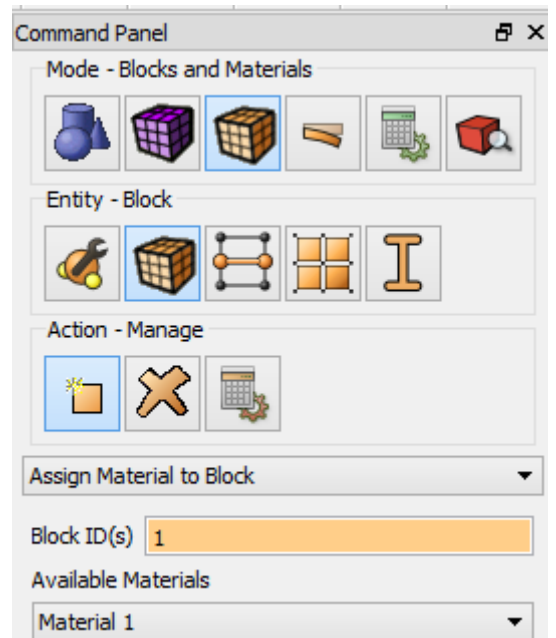 Command Panel
Mode - Blocks and Materials
Entity - Block
Action - Manage
Assign Material to Block
Block ID(s) 1
Available Materials
Material 1